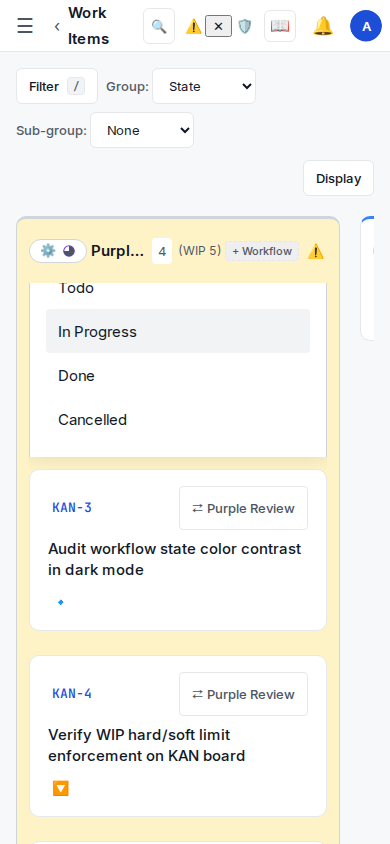 Work
Items
A
Filter /
Group: State
Sub-group: None
Display
Purpl... 4 (WIP 5) + Workflow
Todo
In Progress
Done
Cancelled
KAN-3
Purple Review
Audit workflow state color contrast
in dark mode
KAN-4
Purple Review
Verify WIP hard/soft limit
enforcement on KAN board